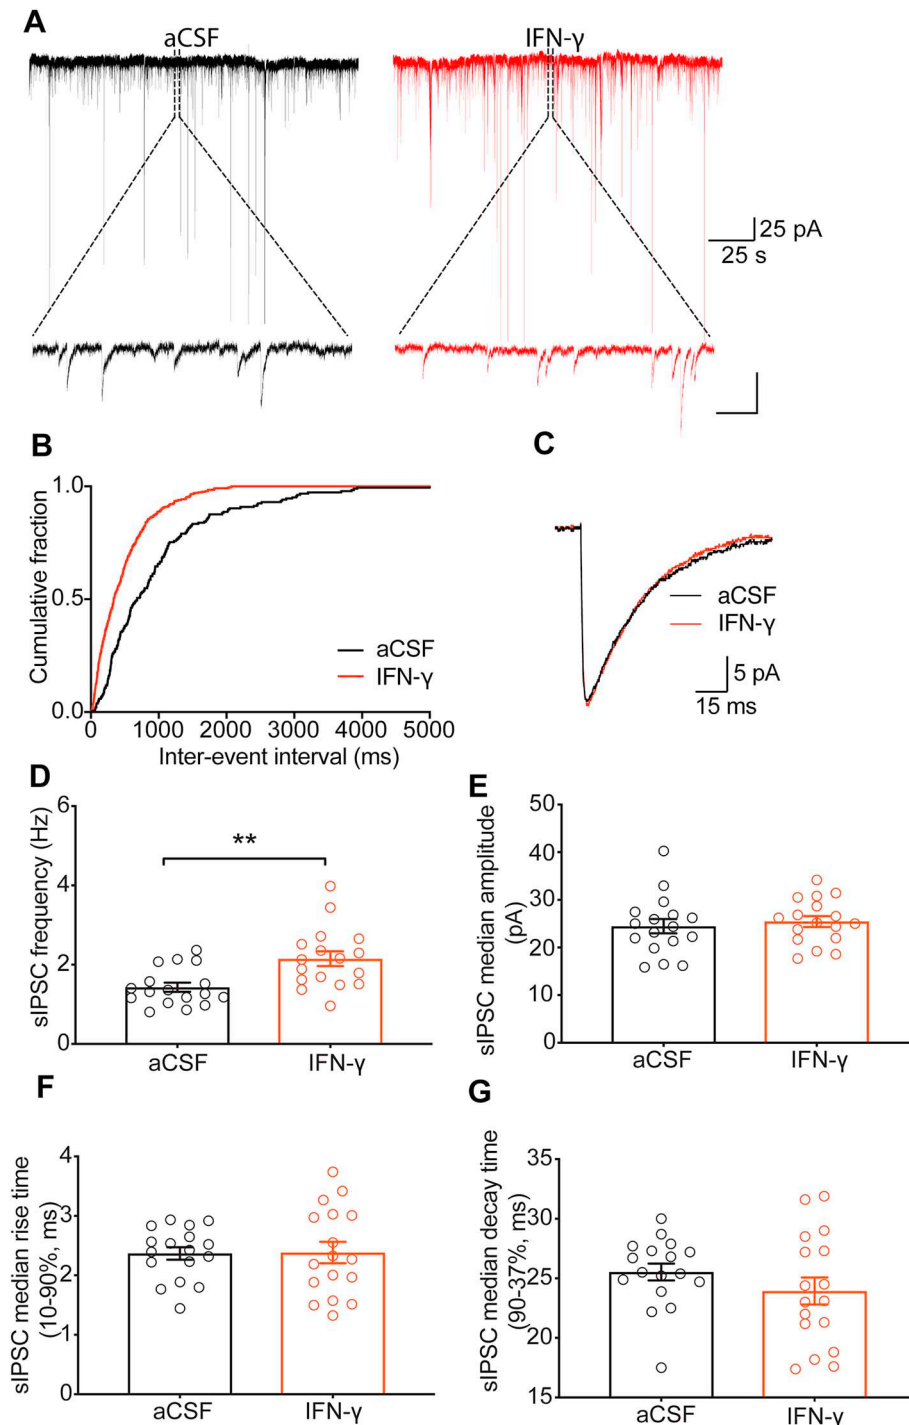 A
aCSF
IFN-γ
25 pA
25 s
B
Cumulative fraction
1.0
0.5
0.0
aCSF
IFN-γ
0 1000 2000 3000 4000 5000
Inter-event interval (ms)
C
aCSF
IFN-γ
5 pA
15 ms
D
sIPSC frequency (Hz)
6
4
2
0
**
aCSF IFN-γ
E
sIPSC median amplitude
(pA)
50
40
30
20
10
0
aCSF IFN-γ
F
sIPSC median rise time
(10-90%, ms)
4
3
2
1
0
aCSF IFN-γ
G
sIPSC median decay time
(90-37%, ms)
35
30
25
20
15
aCSF IFN-γ